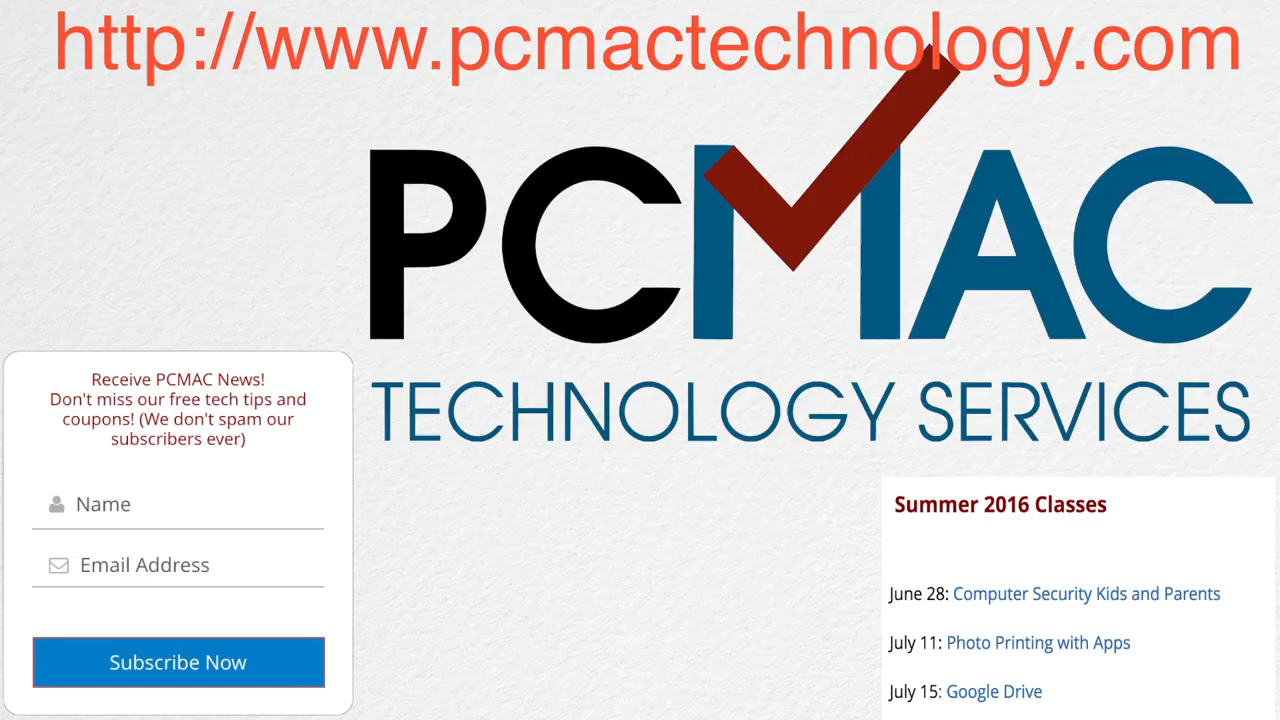 http://www.pcmactechnology.com
PCMAC
TECHNOLOGY SERVICES
Receive PCMAC News!
Don't miss our free tech tips and
coupons! (We don't spam our
subscribers ever)
Name
Email Address
Subscribe Now
Summer 2016 Classes
June 28: Computer Security Kids and Parents
July 11: Photo Printing with Apps
July 15: Google Drive